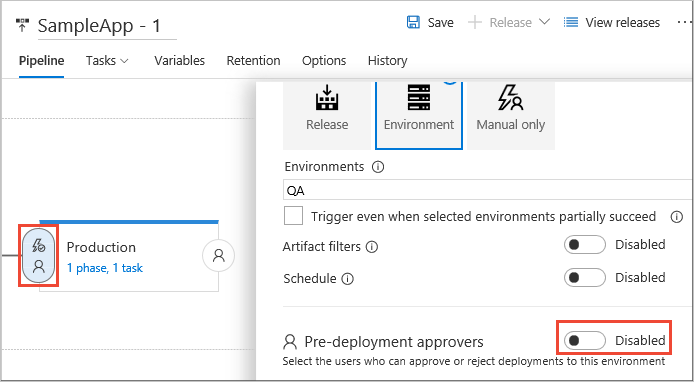 SampleApp - 1
Save
Release
View releases
...
Pipeline
Tasks
Variables
Retention
Options
History
Release
Environment
Manual only
Environments
QA
Trigger even when selected environments partially succeed
Artifact filters
Disabled
Schedule
Disabled
Production
1 phase, 1 task
Pre-deployment approvers
Disabled
Select the users who can approve or reject deployments to this environment